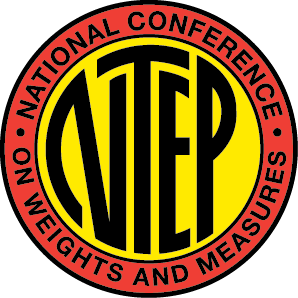 NATIONAL CONFERENCE
NTEP
• ON WEIGHTS AND MEASURES •